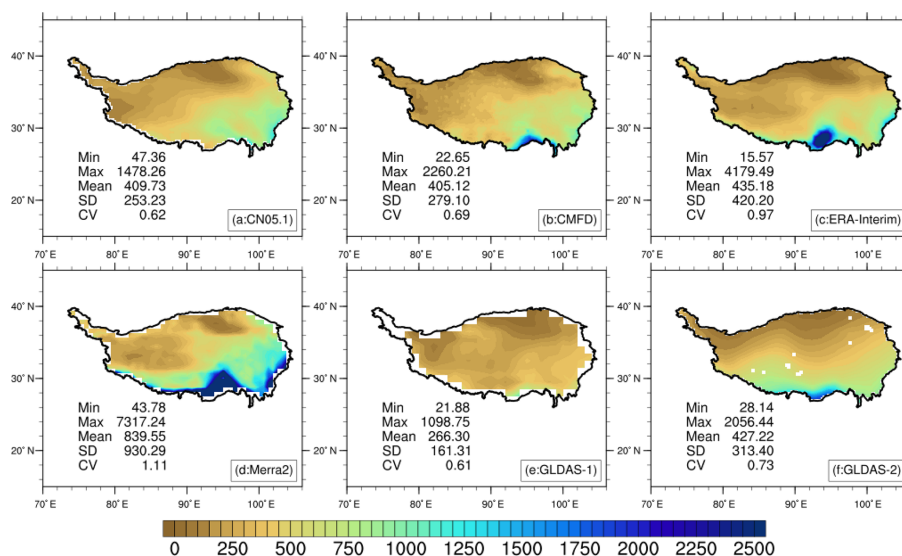 40° N
30° N
20° N
Min 47.36
Max 1478.26
Mean 409.73
SD 253.23
CV 0.62
(a:CN05.1)
40° N
30° N
20° N
Min 22.65
Max 2260.21
Mean 405.12
SD 279.10
CV 0.69
(b:CMFD)
40° N
30° N
20° N
Min 15.57
Max 4179.49
Mean 435.18
SD 420.20
CV 0.97
(c:ERA-Interim)
70° E 80° E 90° E 100° E 70° E 80° E 90° E 100° E 70° E 80° E 90° E 100° E
40° N
30° N
20° N
Min 43.78
Max 7317.24
Mean 839.55
SD 930.29
CV 1.11
(d:Merra2)
40° N
30° N
20° N
Min 21.88
Max 1098.75
Mean 266.30
SD 161.31
CV 0.61
(e:GLDAS-1)
40° N
30° N
20° N
Min 28.14
Max 2056.44
Mean 427.22
SD 313.40
CV 0.73
(f:GLDAS-2)
70° E 80° E 90° E 100° E 70° E 80° E 90° E 100° E 70° E 80° E 90° E 100° E
0 250 500 750 1000 1250 1500 1750 2000 2250 2500